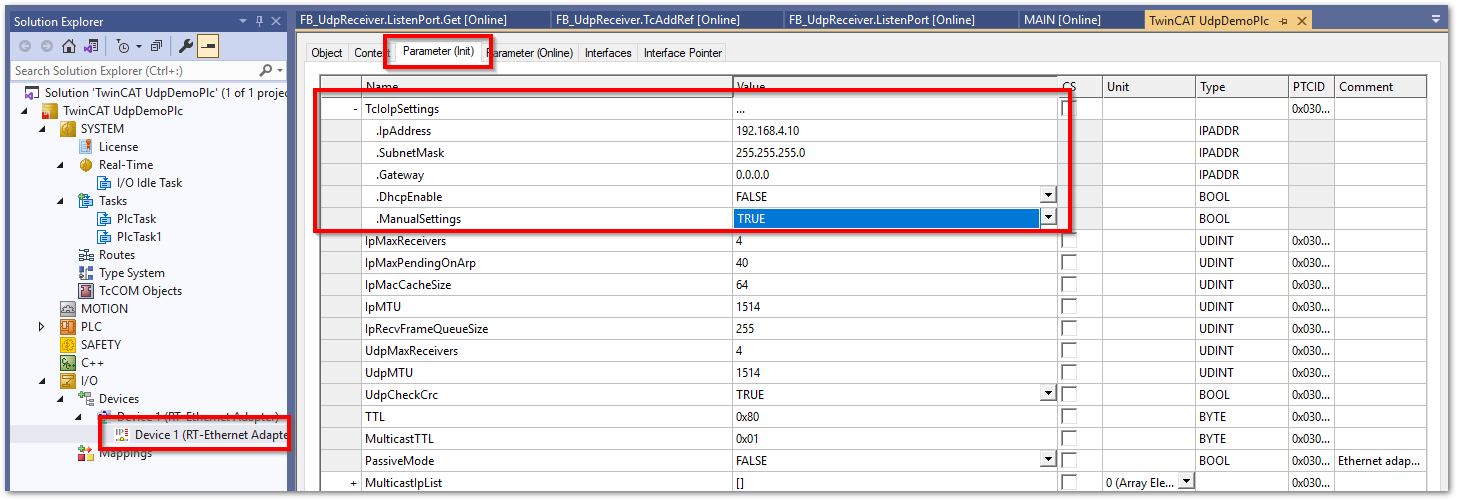 Solution Explorer
FB_UdpReceiver.ListenPort.Get [Online] FB_UdpReceiver.TcAddRef [Online] FB_UdpReceiver.ListenPort [Online] MAIN [Online] TwinCAT UdpDemoPlc
Search Solution Explorer (Ctrl+;)
Solution 'TwinCAT UdpDemoPlc' (1 of 1 projec
TwinCAT UdpDemoPlc
SYSTEM
License
Real-Time
I/O Idle Task
Tasks
PlcTask
PlcTask1
Routes
Type System
TcCOM Objects
MOTION
PLC
SAFETY
C++
I/O
Devices
Device 1 (RT-Ethernet Adapter)
Device 1 (RT-Ethernet Adapte
Mappings
Object Context Parameter (Init) Parameter (Online) Interfaces Interface Pointer
Name Value CS Unit Type PTCID Comment
- TcIoIpSettings ... 0x030...
.IpAddress 192.168.4.10 IPADDR
.SubnetMask 255.255.255.0 IPADDR
.Gateway 0.0.0.0 IPADDR
.DhcpEnable FALSE BOOL
.ManualSettings TRUE BOOL
IpMaxReceivers 4 UDINT 0x030...
IpMaxPendingOnArp 40 UDINT 0x030...
IpMacCacheSize 64 UDINT 0x030...
IpMTU 1514 UDINT 0x030...
IpRecvFrameQueueSize 255 UDINT 0x030...
UdpMaxReceivers 4 UDINT 0x030...
UdpMTU 1514 UDINT 0x030...
UdpCheckCrc TRUE BOOL 0x030...
TTL 0x80 BYTE 0x030...
MulticastTTL 0x01 BYTE 0x030...
PassiveMode FALSE BOOL 0x030... Ethernet adap...
+ MulticastIpList [] 0 (Array Ele... 0x030...